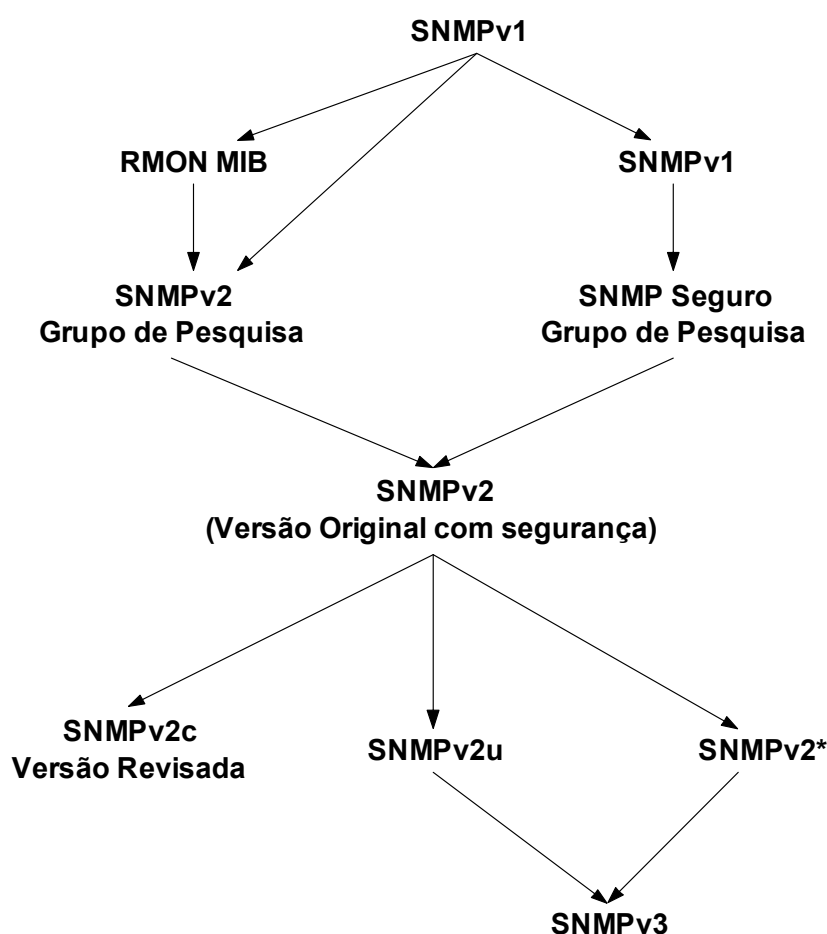 SNMPv1
RMON MIB
SNMPv1
SNMPv2
Grupo de Pesquisa
SNMP Seguro
Grupo de Pesquisa
SNMPv2
(Versão Original com segurança)
SNMPv2c
Versão Revisada
SNMPv2u
SNMPv2*
SNMPv3